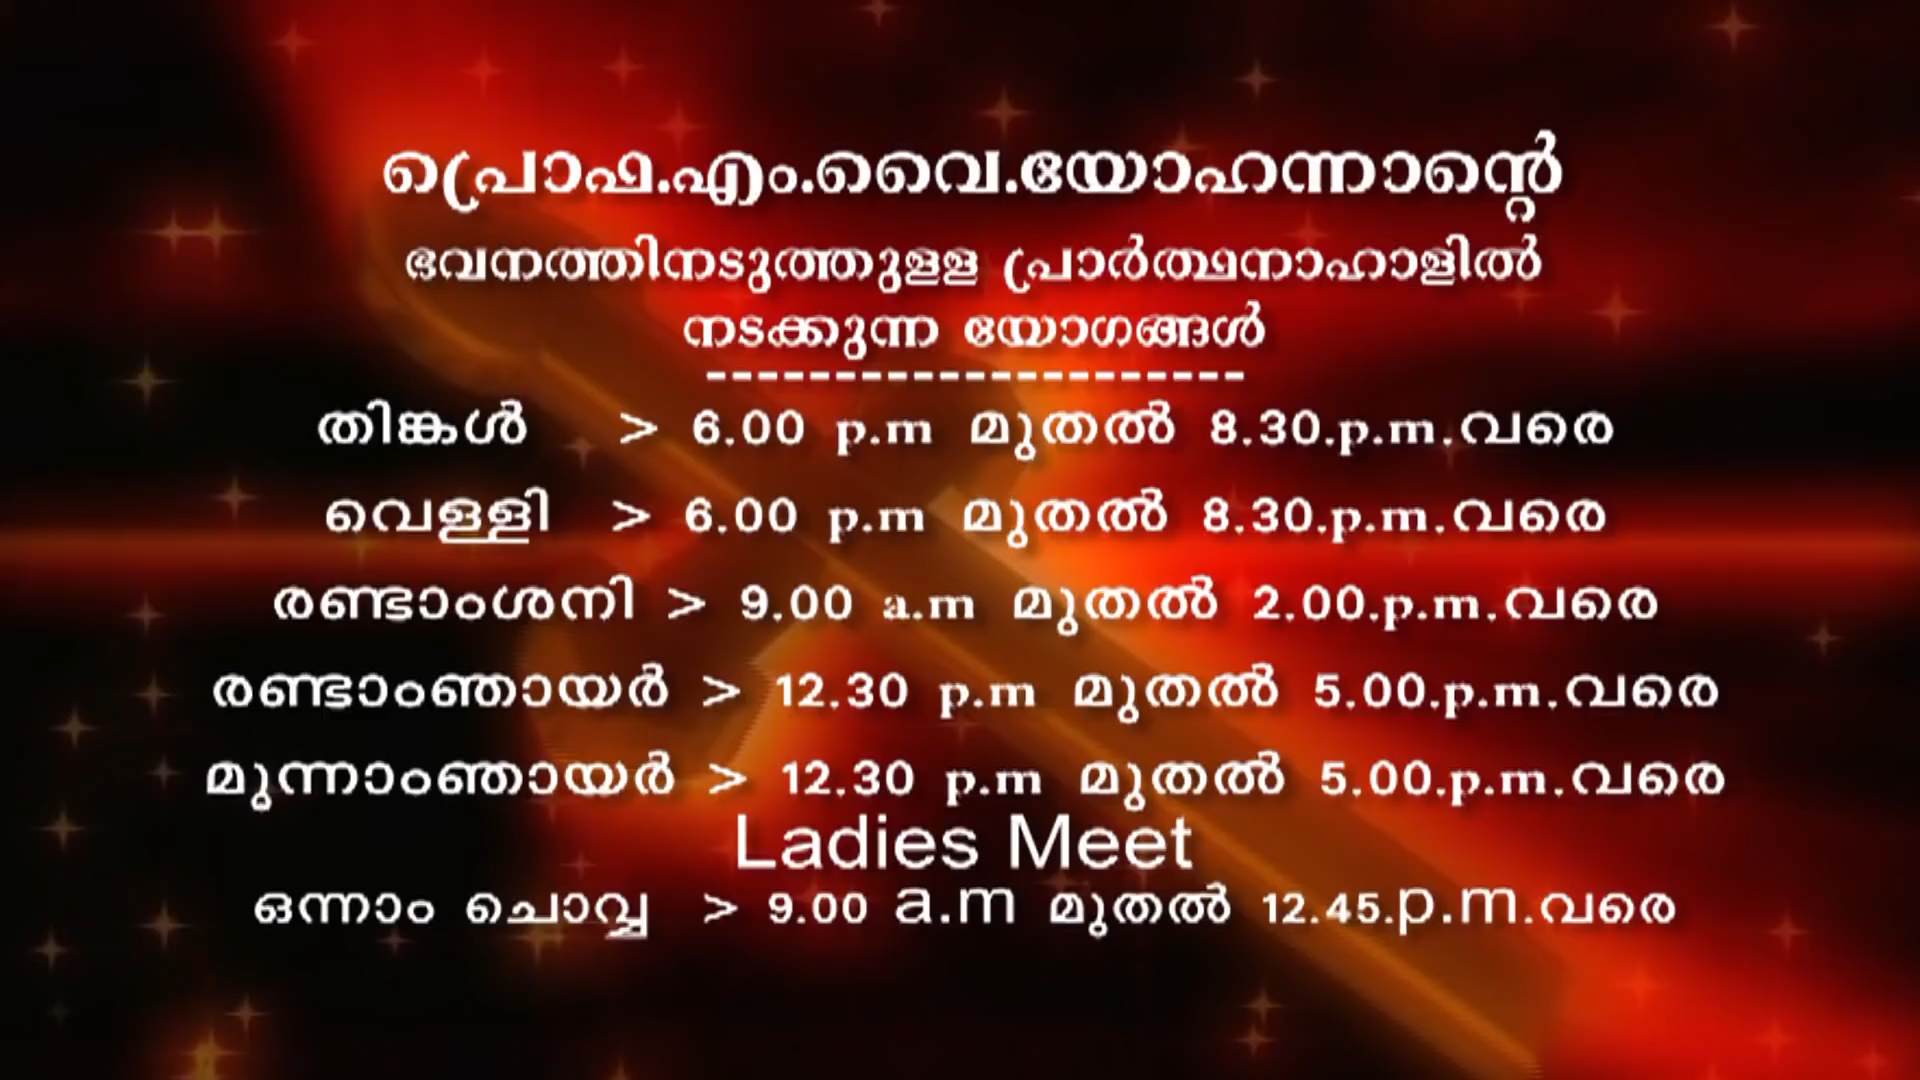 പ്രൊഫ.എം.വൈ.യോഹന്നാന്റെ
ഭവനത്തിനടുത്തുള്ള പ്രാർത്ഥനാഹാളിൽ
നടക്കുന്ന യോഗങ്ങൾ
---------------------
തിങ്കൾ > 6.00 p.m മുതൽ 8.30.p.m.വരെ
വെള്ളി > 6.00 p.m മുതൽ 8.30.p.m.വരെ
രണ്ടാംശനി > 9.00 a.m മുതൽ 2.00.p.m.വരെ
രണ്ടാംഞായർ > 12.30 p.m മുതൽ 5.00.p.m.വരെ
മുന്നാംഞായർ > 12.30 p.m മുതൽ 5.00.p.m.വരെ
Ladies Meet
ഒന്നാം ചൊവ്വ > 9.00 a.m മുതൽ 12.45.p.m.വരെ